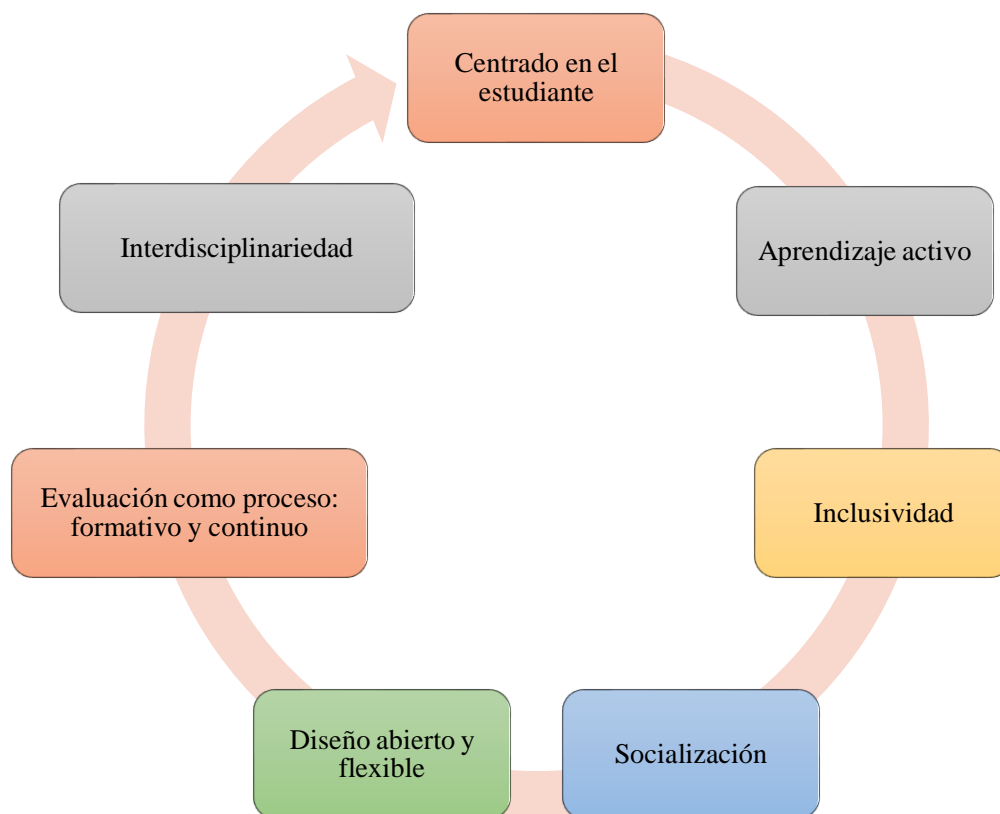 Centrado en el
estudiante
Aprendizaje activo
Inclusividad
Socialización
Diseño abierto y
flexible
Evaluación como proceso:
formativo y continuo
Interdisciplinariedad